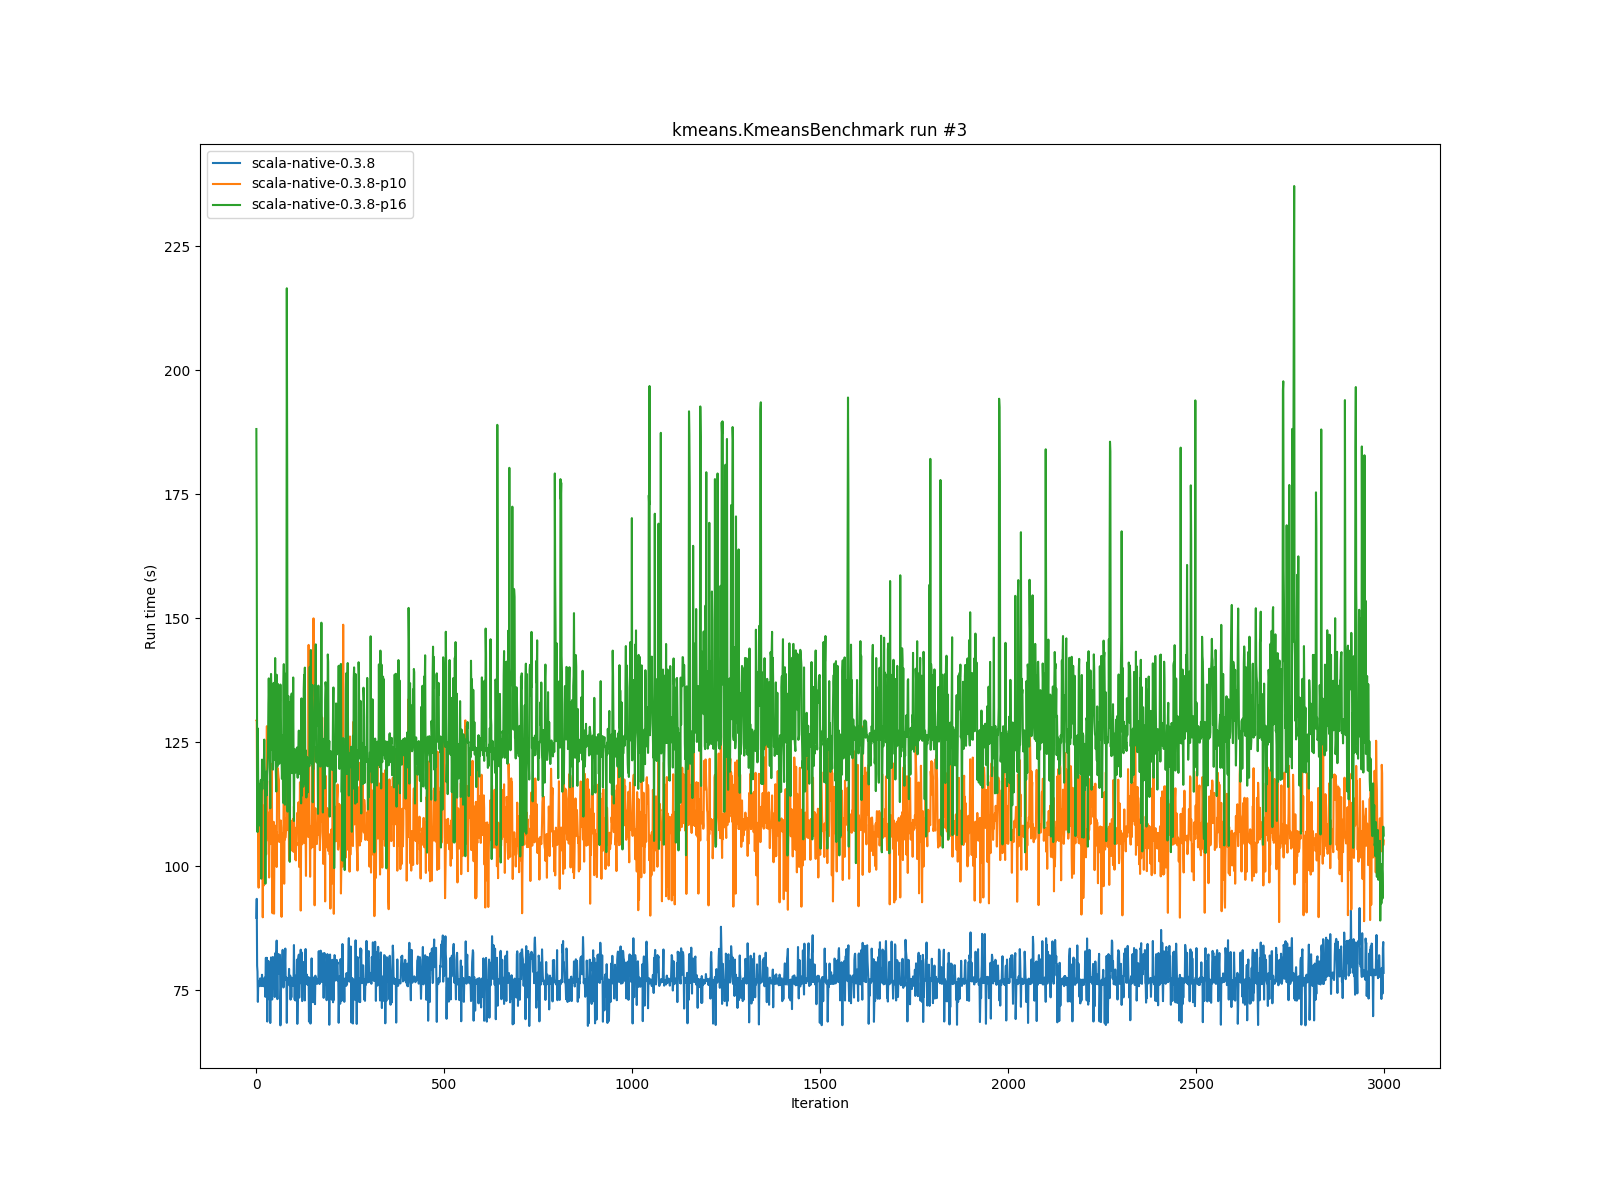 kmeans.KmeansBenchmark run #3
scala-native-0.3.8
scala-native-0.3.8-p10
scala-native-0.3.8-p16
225
200
175
150
125
100
75
Run time (s)
0 500 1000 1500 2000 2500 3000
Iteration